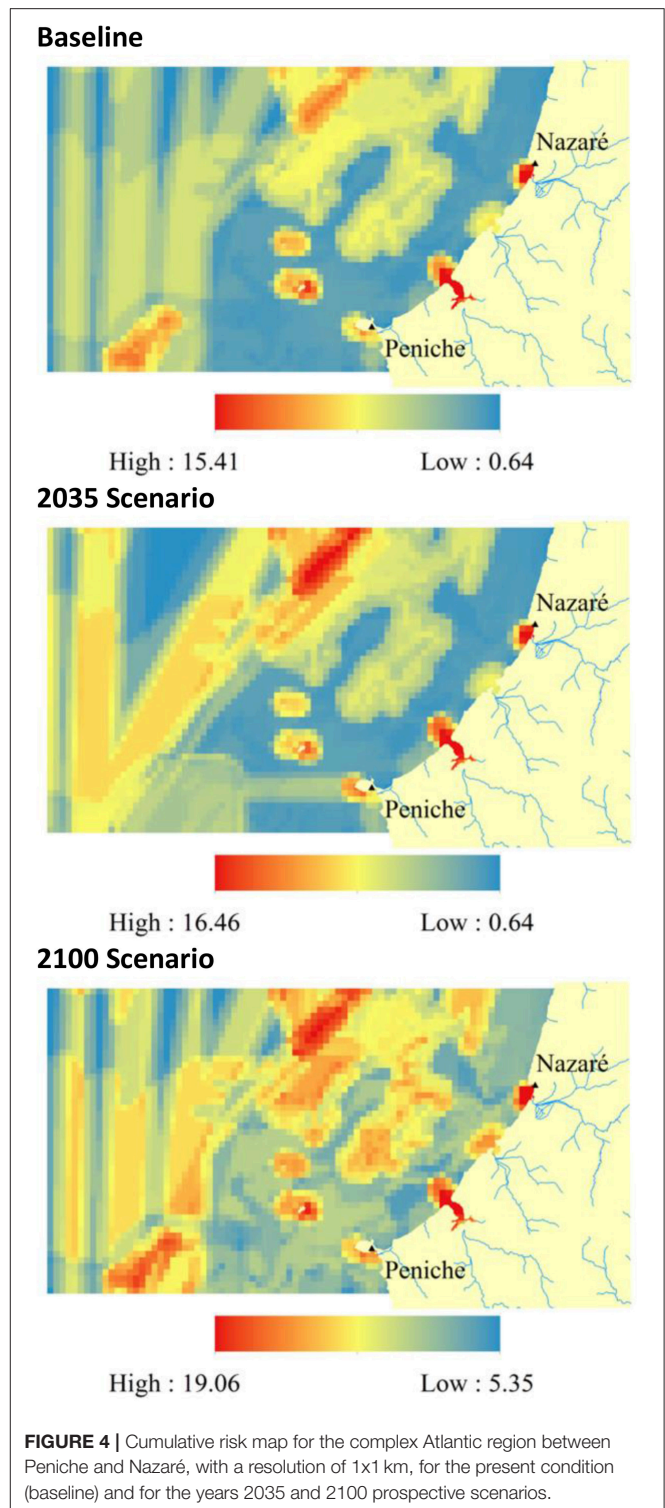 Baseline
Nazaré
Peniche
High : 15.41 Low : 0.64
2035 Scenario
Nazaré
Peniche
High : 16.46 Low : 0.64
2100 Scenario
Nazaré
Peniche
High : 19.06 Low : 5.35
FIGURE 4 | Cumulative risk map for the complex Atlantic region between
Peniche and Nazaré, with a resolution of 1x1 km, for the present condition
(baseline) and for the years 2035 and 2100 prospective scenarios.